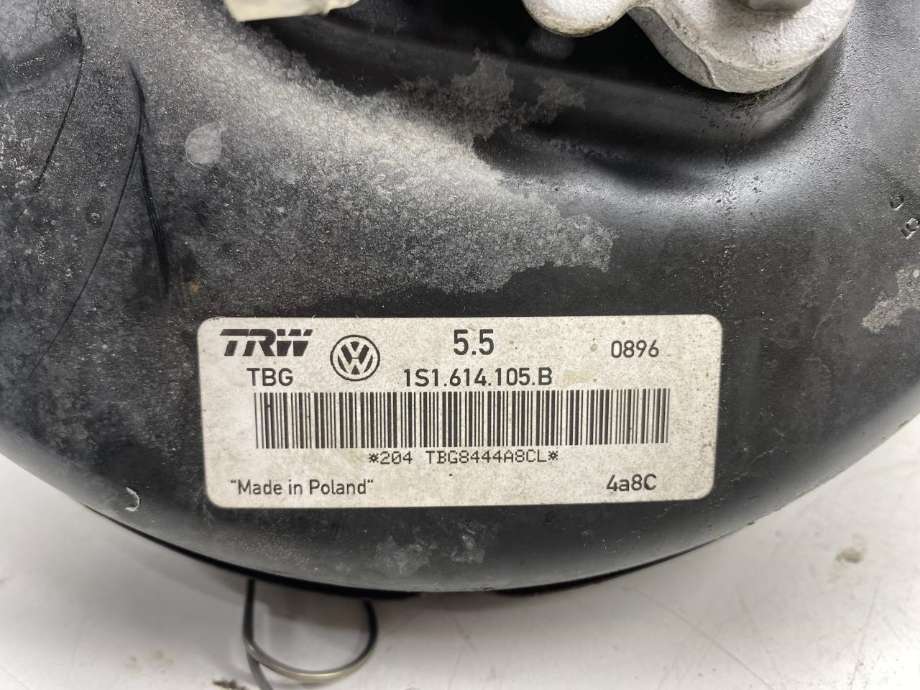 TRW 5.5 0896
TBG 1S1.614.105.B
*204 TBG8444A8CL*
"Made in Poland" 4a8C